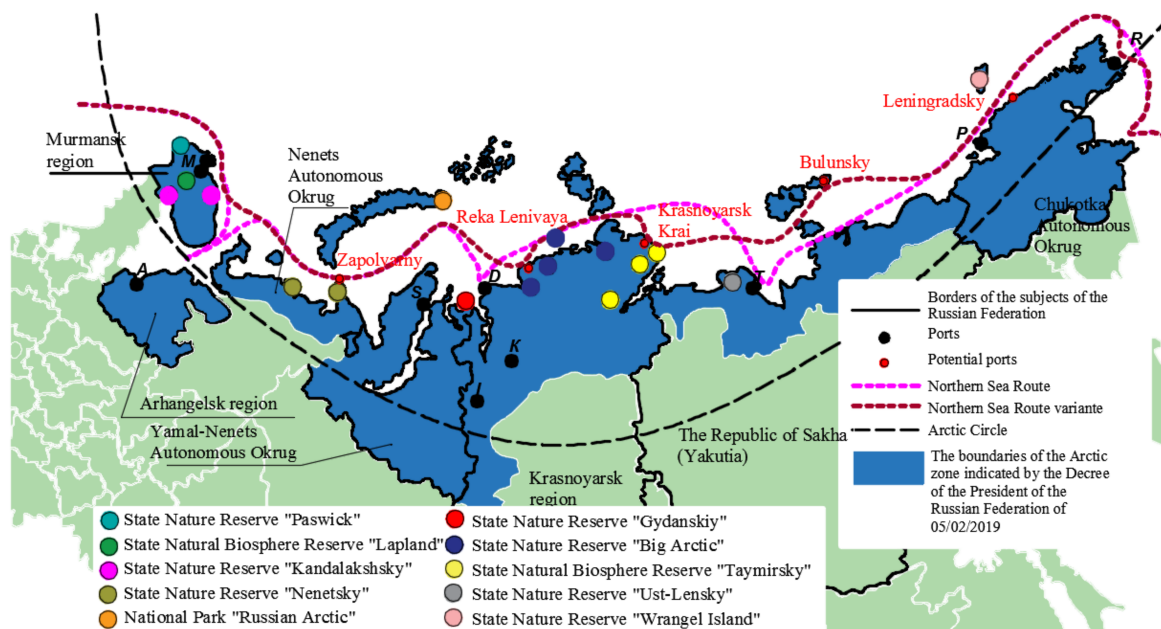 R
Leningradsky
P
Murmansk
region
M
Nenets
Autonomous
Okrug
Bulunsky
Reka Lenivaya
Krasnoyarsk
Krai
Chukotka
Autonomous
Okrug
Zapolvarny
A
S
D
T
K
I
Arhangelsk region
Yamal-Nenets
Autonomous Okrug
The Republic of Sakha
(Yakutia)
Krasnoyarsk
region
Borders of the subjects of the
Russian Federation
Ports
Potential ports
Northern Sea Route
Northern Sea Route variante
Arctic Circle
The boundaries of the Arctic
zone indicated by the Decree
of the President of the
Russian Federation of
05/02/2019
State Nature Reserve "Paswick"
State Natural Biosphere Reserve "Lapland"
State Nature Reserve "Kandalakshsky"
State Nature Reserve "Nenetsky"
National Park "Russian Arctic"
State Nature Reserve "Gydanskiy"
State Nature Reserve "Big Arctic"
State Natural Biosphere Reserve "Taymirsky"
State Nature Reserve "Ust-Lensky"
State Nature Reserve "Wrangel Island"